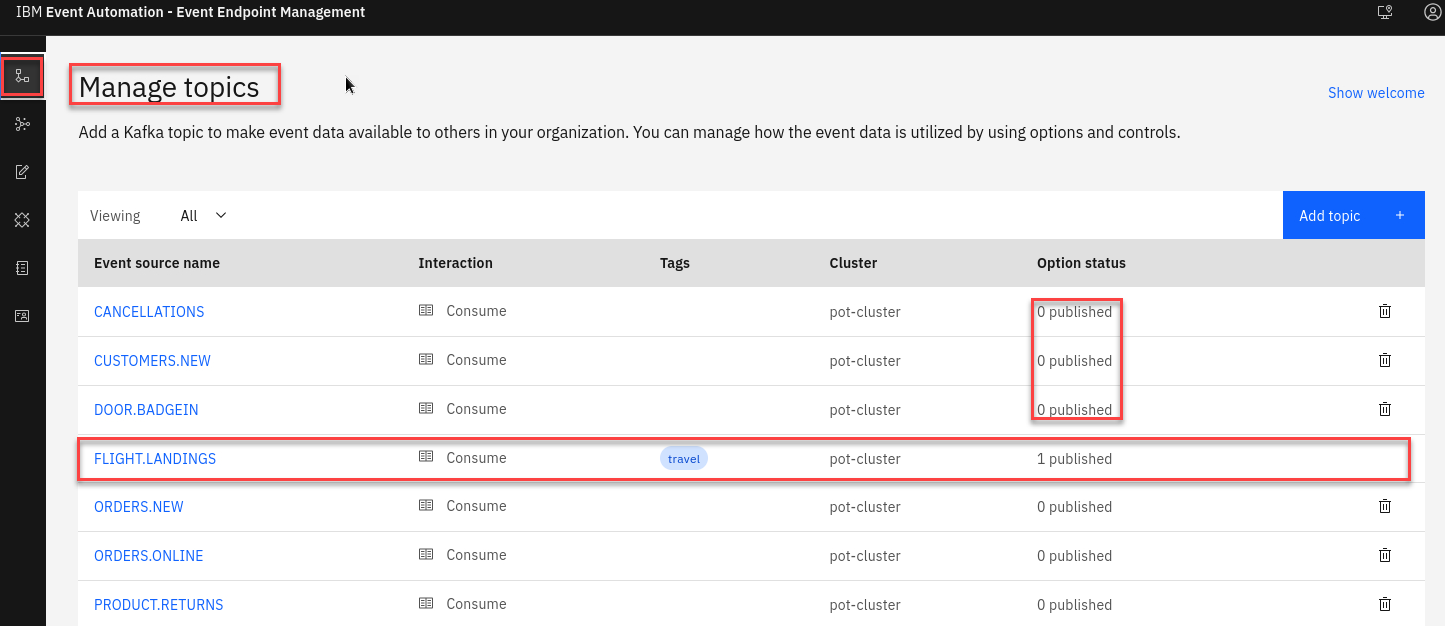 IBM Event Automation - Event Endpoint Management
Manage topics
Show welcome
Add a Kafka topic to make event data available to others in your organization. You can manage how the event data is utilized by using options and controls.
Viewing All Add topic +
Event source name Interaction Tags Cluster Option status
CANCELLATIONS Consume pot-cluster 0 published
CUSTOMERS.NEW Consume pot-cluster 0 published
DOOR.BADGEIN Consume pot-cluster 0 published
FLIGHT.LANDINGS Consume travel pot-cluster 1 published
ORDERS.NEW Consume pot-cluster 0 published
ORDERS.ONLINE Consume pot-cluster 0 published
PRODUCT.RETURNS Consume pot-cluster 0 published